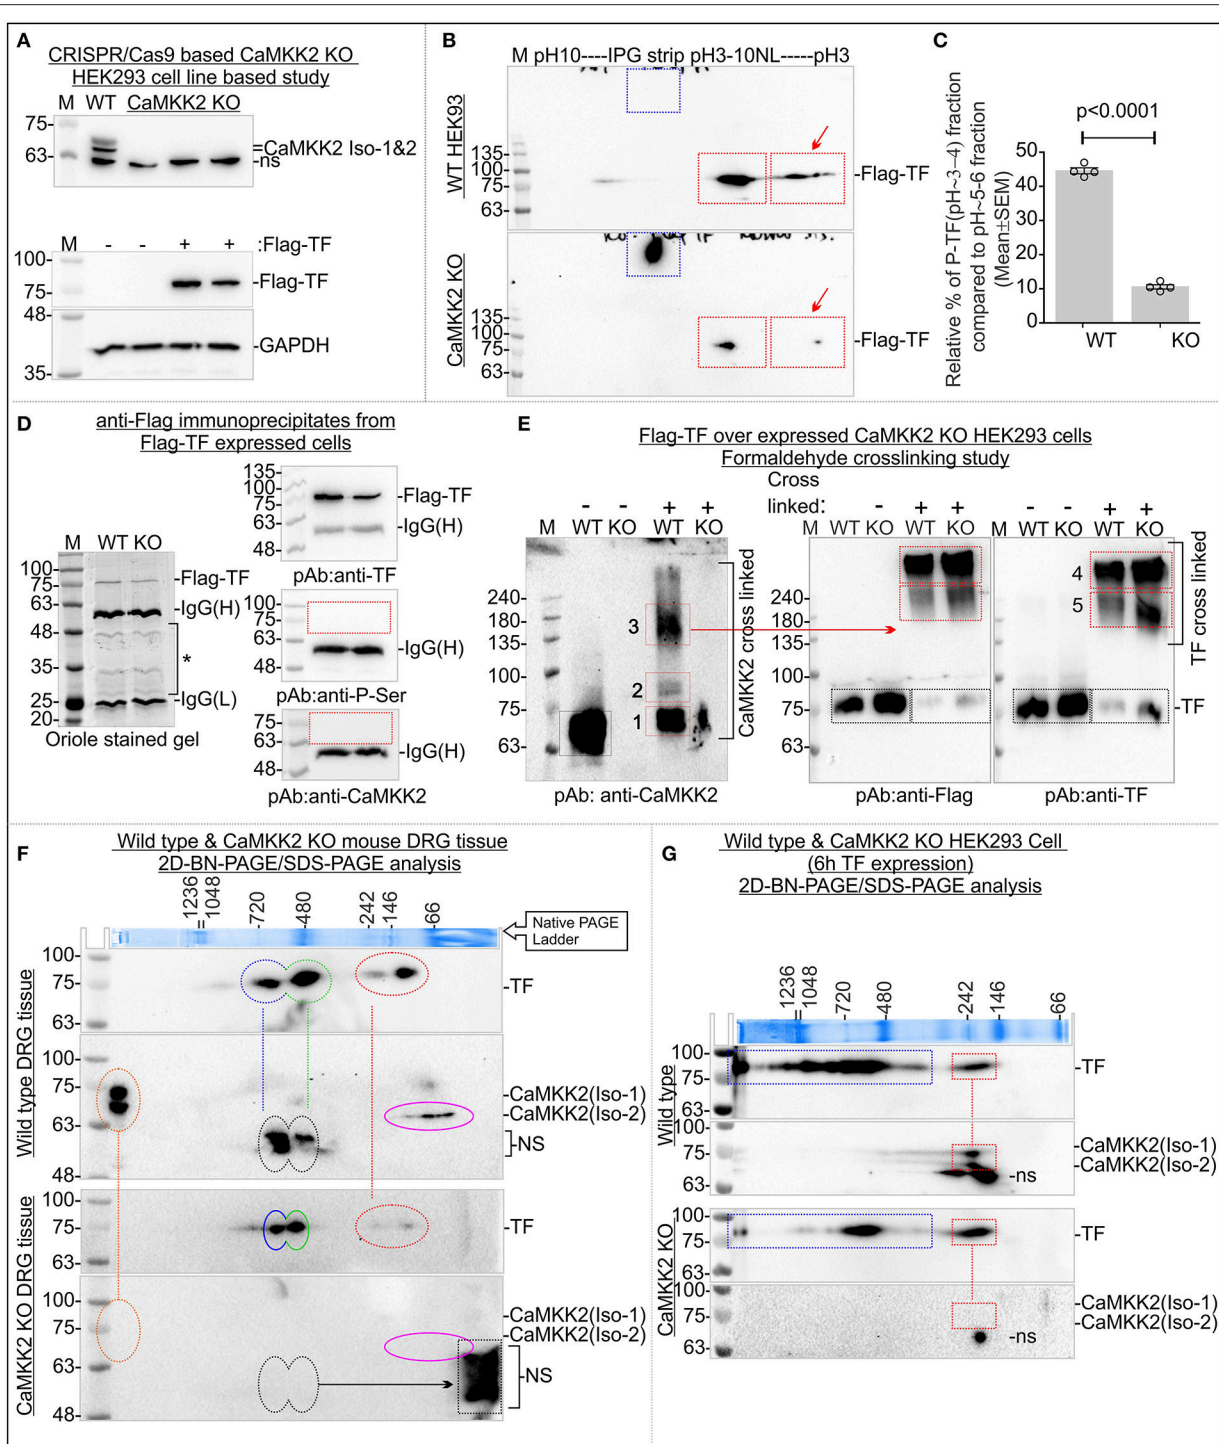 A
CRISPR/Cas9 based CaMKK2 KO
HEK293 cell line based study
M WT CaMKK2 KO
75-
63-
=CaMKK2 Iso-1&2
-ns
M - - + + :Flag-TF
100-
75-
-Flag-TF
48-
-GAPDH
35-
B
M pH10----IPG strip pH3-10NL-----pH3
WT HEK93
135-
100-
75-
63-
-Flag-TF
CaMKK2 KO
135-
100-
75-
63-
-Flag-TF
C
p<0.0001
Relative % of P-TF(pH~3-4) fraction
compared to pH~5-6 fraction
(Mean±SEM)
50
40
30
20
10
0
WT KO
D
anti-Flag immunoprecipitates from
Flag-TF expressed cells
M WT KO
100-
75-
63-
48-
35-
25-
20-
-Flag-TF
-IgG(H)
*
-IgG(L)
Oriole stained gel
135-
100-
75-
63-
48-
-Flag-TF
-IgG(H)
pAb:anti-TF
100-
75-
63-
48-
-IgG(H)
pAb:anti-P-Ser
75-
63-
48-
-IgG(H)
pAb:anti-CaMKK2
E
Flag-TF over expressed CaMKK2 KO HEK293 cells
Formaldehyde crosslinking study
Cross
linked:
- - + +
M WT KO WT KO
240-
180-
135-
100-
75-
63-
3
2
1
CaMKK2 cross linked
pAb: anti-CaMKK2
- + +
M WT KO WT KO
240-
180-
135-
100-
75-
63-
pAb:anti-Flag
- - + +
M WT KO WT KO
4
5
TF cross linked
-TF
pAb:anti-TF
F
Wild type & CaMKK2 KO mouse DRG tissue
2D-BN-PAGE/SDS-PAGE analysis
1236
1048
-720
-480
-242
-146
-66
Native PAGE
Ladder
Wild type DRG tissue
100-
75-
63-
-TF
100-
75-
63-
48-
-CaMKK2(Iso-1)
-CaMKK2(Iso-2)
-NS
CaMKK2 KO DRG tissue
100-
75-
63-
-TF
100-
75-
63-
48-
-CaMKK2(Iso-1)
-CaMKK2(Iso-2)
-NS
G
Wild type & CaMKK2 KO HEK293 Cell
(6h TF expression)
2D-BN-PAGE/SDS-PAGE analysis
1236
1048
720
-480
-242
-146
-66
Wild type
100-
75-
63-
-TF
100-
75-
63-
-CaMKK2(Iso-1)
-CaMKK2(Iso-2)
-ns
CaMKK2 KO
100-
75-
63-
-TF
100-
75-
63-
-CaMKK2(Iso-1)
-CaMKK2(Iso-2)
-ns